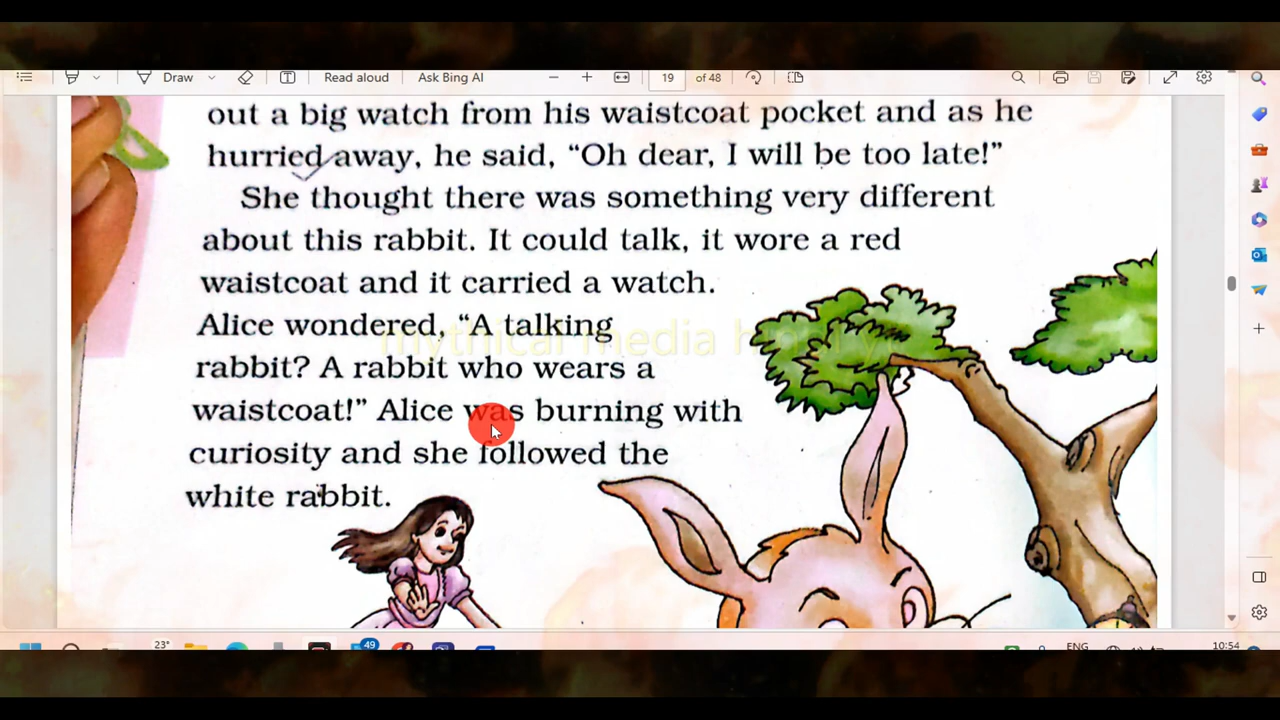 Draw
Read aloud
Ask Bing AI
19 of 48
out a big watch from his waistcoat pocket and as he
hurried away, he said, “Oh dear, I will be too late!”
She thought there was something very different
about this rabbit. It could talk, it wore a red
waistcoat and it carried a watch.
Alice wondered, “A talking
rabbit? A rabbit who wears a
waistcoat!” Alice was burning with
curiosity and she followed the
white rabbit.
mythical media
23°
49
ENG
10:54